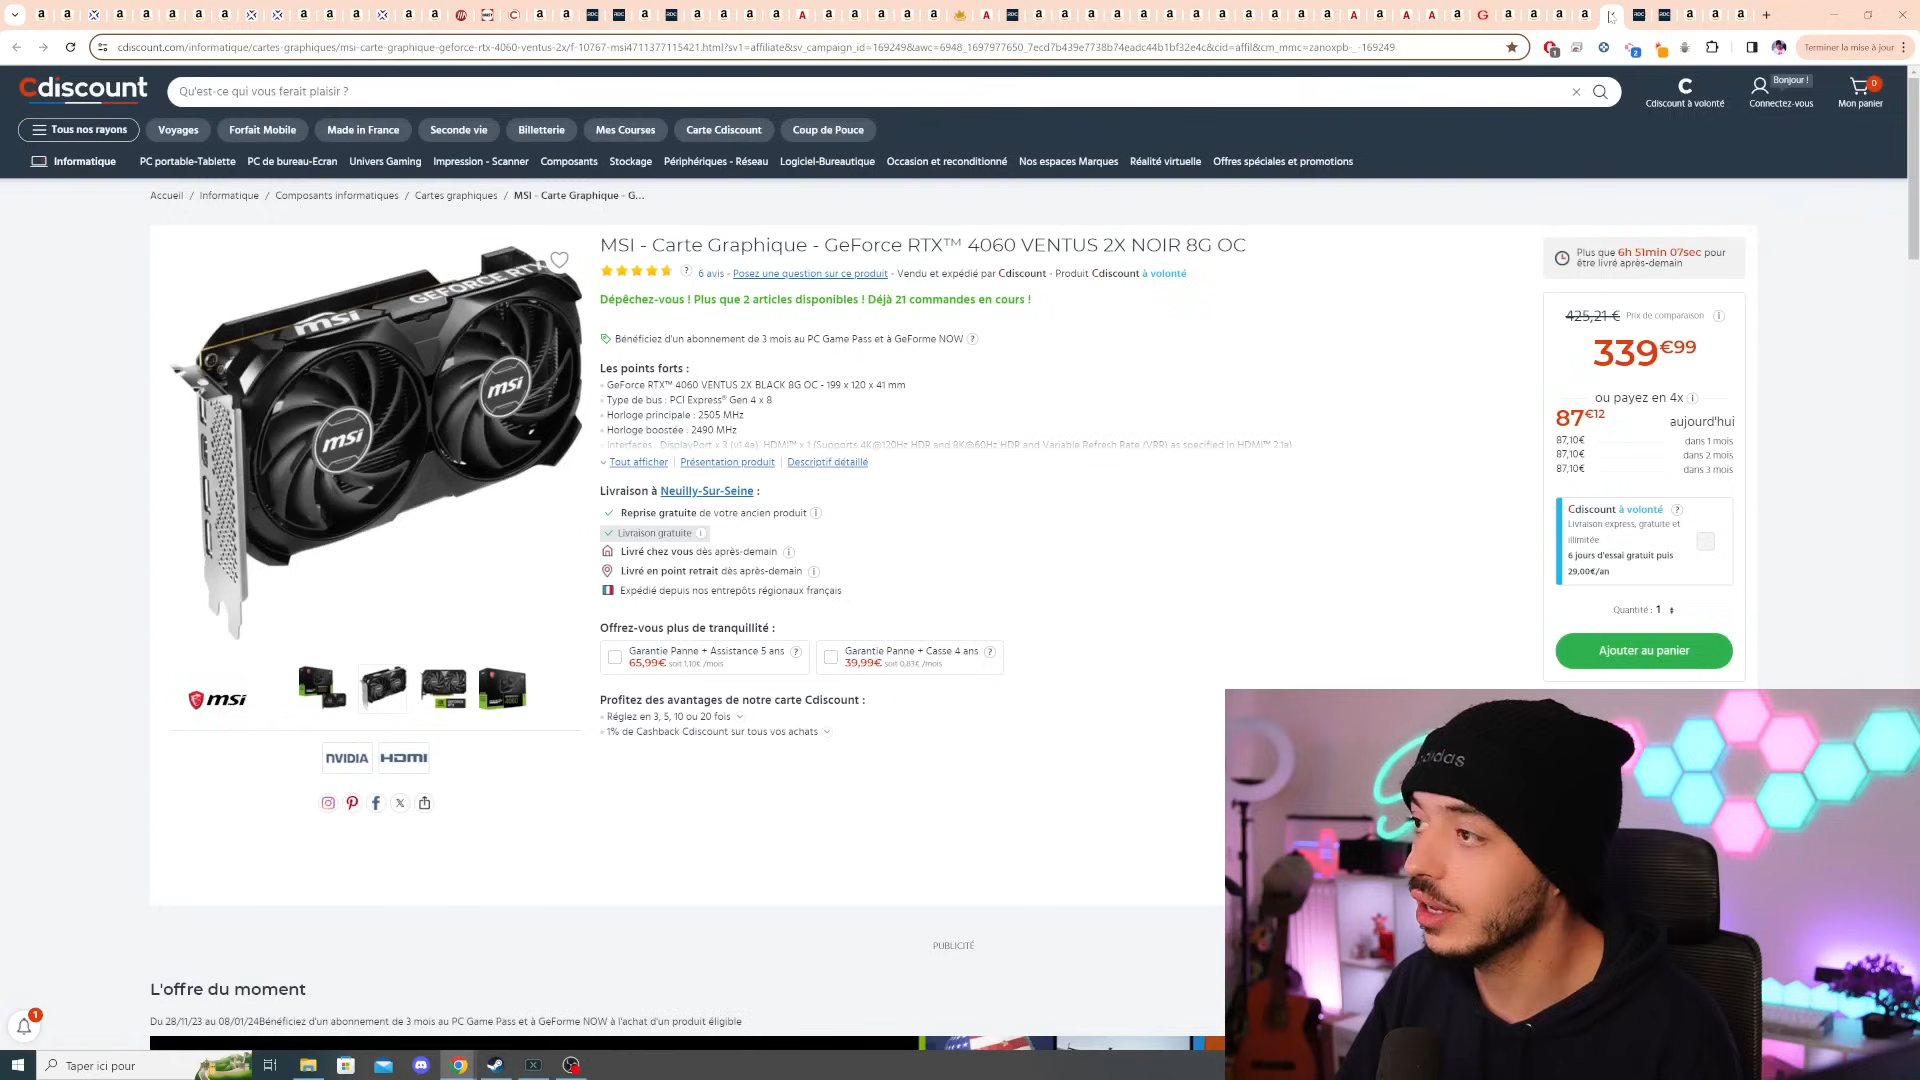 cdiscount.com/informatique/cartes-graphiques/msi-carte-graphique-geforce-rtx-4060-ventus-2x/f-10767-msi4711377115421.html?sv1=affiliate&sv_campaign_id=169249&awc=6948_1697977650_7ecd7b439e7738b74eadc44b1bf32e4c&cid=affil&cm_mmc=zanoxpb-_-169249
Terminer la mise à jour
Cdiscount
Qu'est-ce qui vous ferait plaisir ?
Cdiscount à volonté
Bonjour !
Connectez-vous
0
Mon panier
Tous nos rayons
Voyages
Forfait Mobile
Made in France
Seconde vie
Billetterie
Mes Courses
Carte Cdiscount
Coup de Pouce
Informatique
PC portable-Tablette
PC de bureau-Ecran
Univers Gaming
Impression - Scanner
Composants
Stockage
Périphériques - Réseau
Logiciel-Bureautique
Occasion et reconditionné
Nos espaces Marques
Réalité virtuelle
Offres spéciales et promotions
Accueil / Informatique / Composants informatiques / Cartes graphiques / MSI - Carte Graphique - G...
MSI - Carte Graphique - GeForce RTX™ 4060 VENTUS 2X NOIR 8G OC
6 avis - Posez une question sur ce produit - Vendu et expédié par Cdiscount - Produit Cdiscount à volonté
Dépêchez-vous ! Plus que 2 articles disponibles ! Déjà 21 commandes en cours !
Bénéficiez d'un abonnement de 3 mois au PC Game Pass et à GeForme NOW
Les points forts :
GeForce RTX™ 4060 VENTUS 2X BLACK 8G OC - 199 x 120 x 41 mm
Type de bus : PCI Express® Gen 4 x 8
Horloge principale : 2505 MHz
Horloge boostée : 2490 MHz
Interfaces : DisplayPort x 3 (v1.4a), HDMI™ x 1 (Supports 4K@120Hz HDR and 8K@60Hz HDR and Variable Refresh Rate (VRR) as specified in HDMI™ 2.1a)
Tout afficher | Présentation produit | Descriptif détaillé
Livraison à Neuilly-Sur-Seine :
Reprise gratuite de votre ancien produit
Livraison gratuite
Livré chez vous dès après-demain
Livré en point retrait dès après-demain
Expédié depuis nos entrepôts régionaux français
Offrez-vous plus de tranquillité :
Garantie Panne + Assistance 5 ans
65,99€ soit 1,10€ /mois
Garantie Panne + Casse 4 ans
39,99€ soit 0,83€ /mois
Profitez des avantages de notre carte Cdiscount :
Réglez en 3, 5, 10 ou 20 fois
1% de Cashback Cdiscount sur tous vos achats
GEFORCE RTX
msi
msi
msi
msi
NVIDIA
HDMI
Plus que 6h 51min 07sec pour
être livré après-demain
425,21 € Prix de comparaison
339€99
ou payez en 4x
87€12 aujourd'hui
87,10€ dans 1 mois
87,10€ dans 2 mois
87,10€ dans 3 mois
Cdiscount à volonté
Livraison express, gratuite et
illimitée
6 jours d'essai gratuit puis
29,00€/an
Quantité : 1
Ajouter au panier
adidas
PUBLICITÉ
L'offre du moment
Du 28/11/23 au 08/01/24Bénéficiez d'un abonnement de 3 mois au PC Game Pass et à GeForme NOW à l'achat d'un produit éligible
1
Taper ici pour